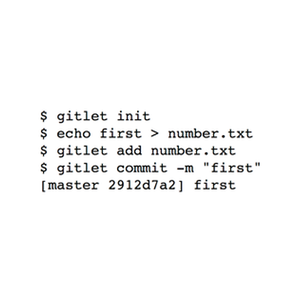 $ gitlet init
$ echo first > number.txt
$ gitlet add number.txt
$ gitlet commit -m "first"
[master 2912d7a2] first